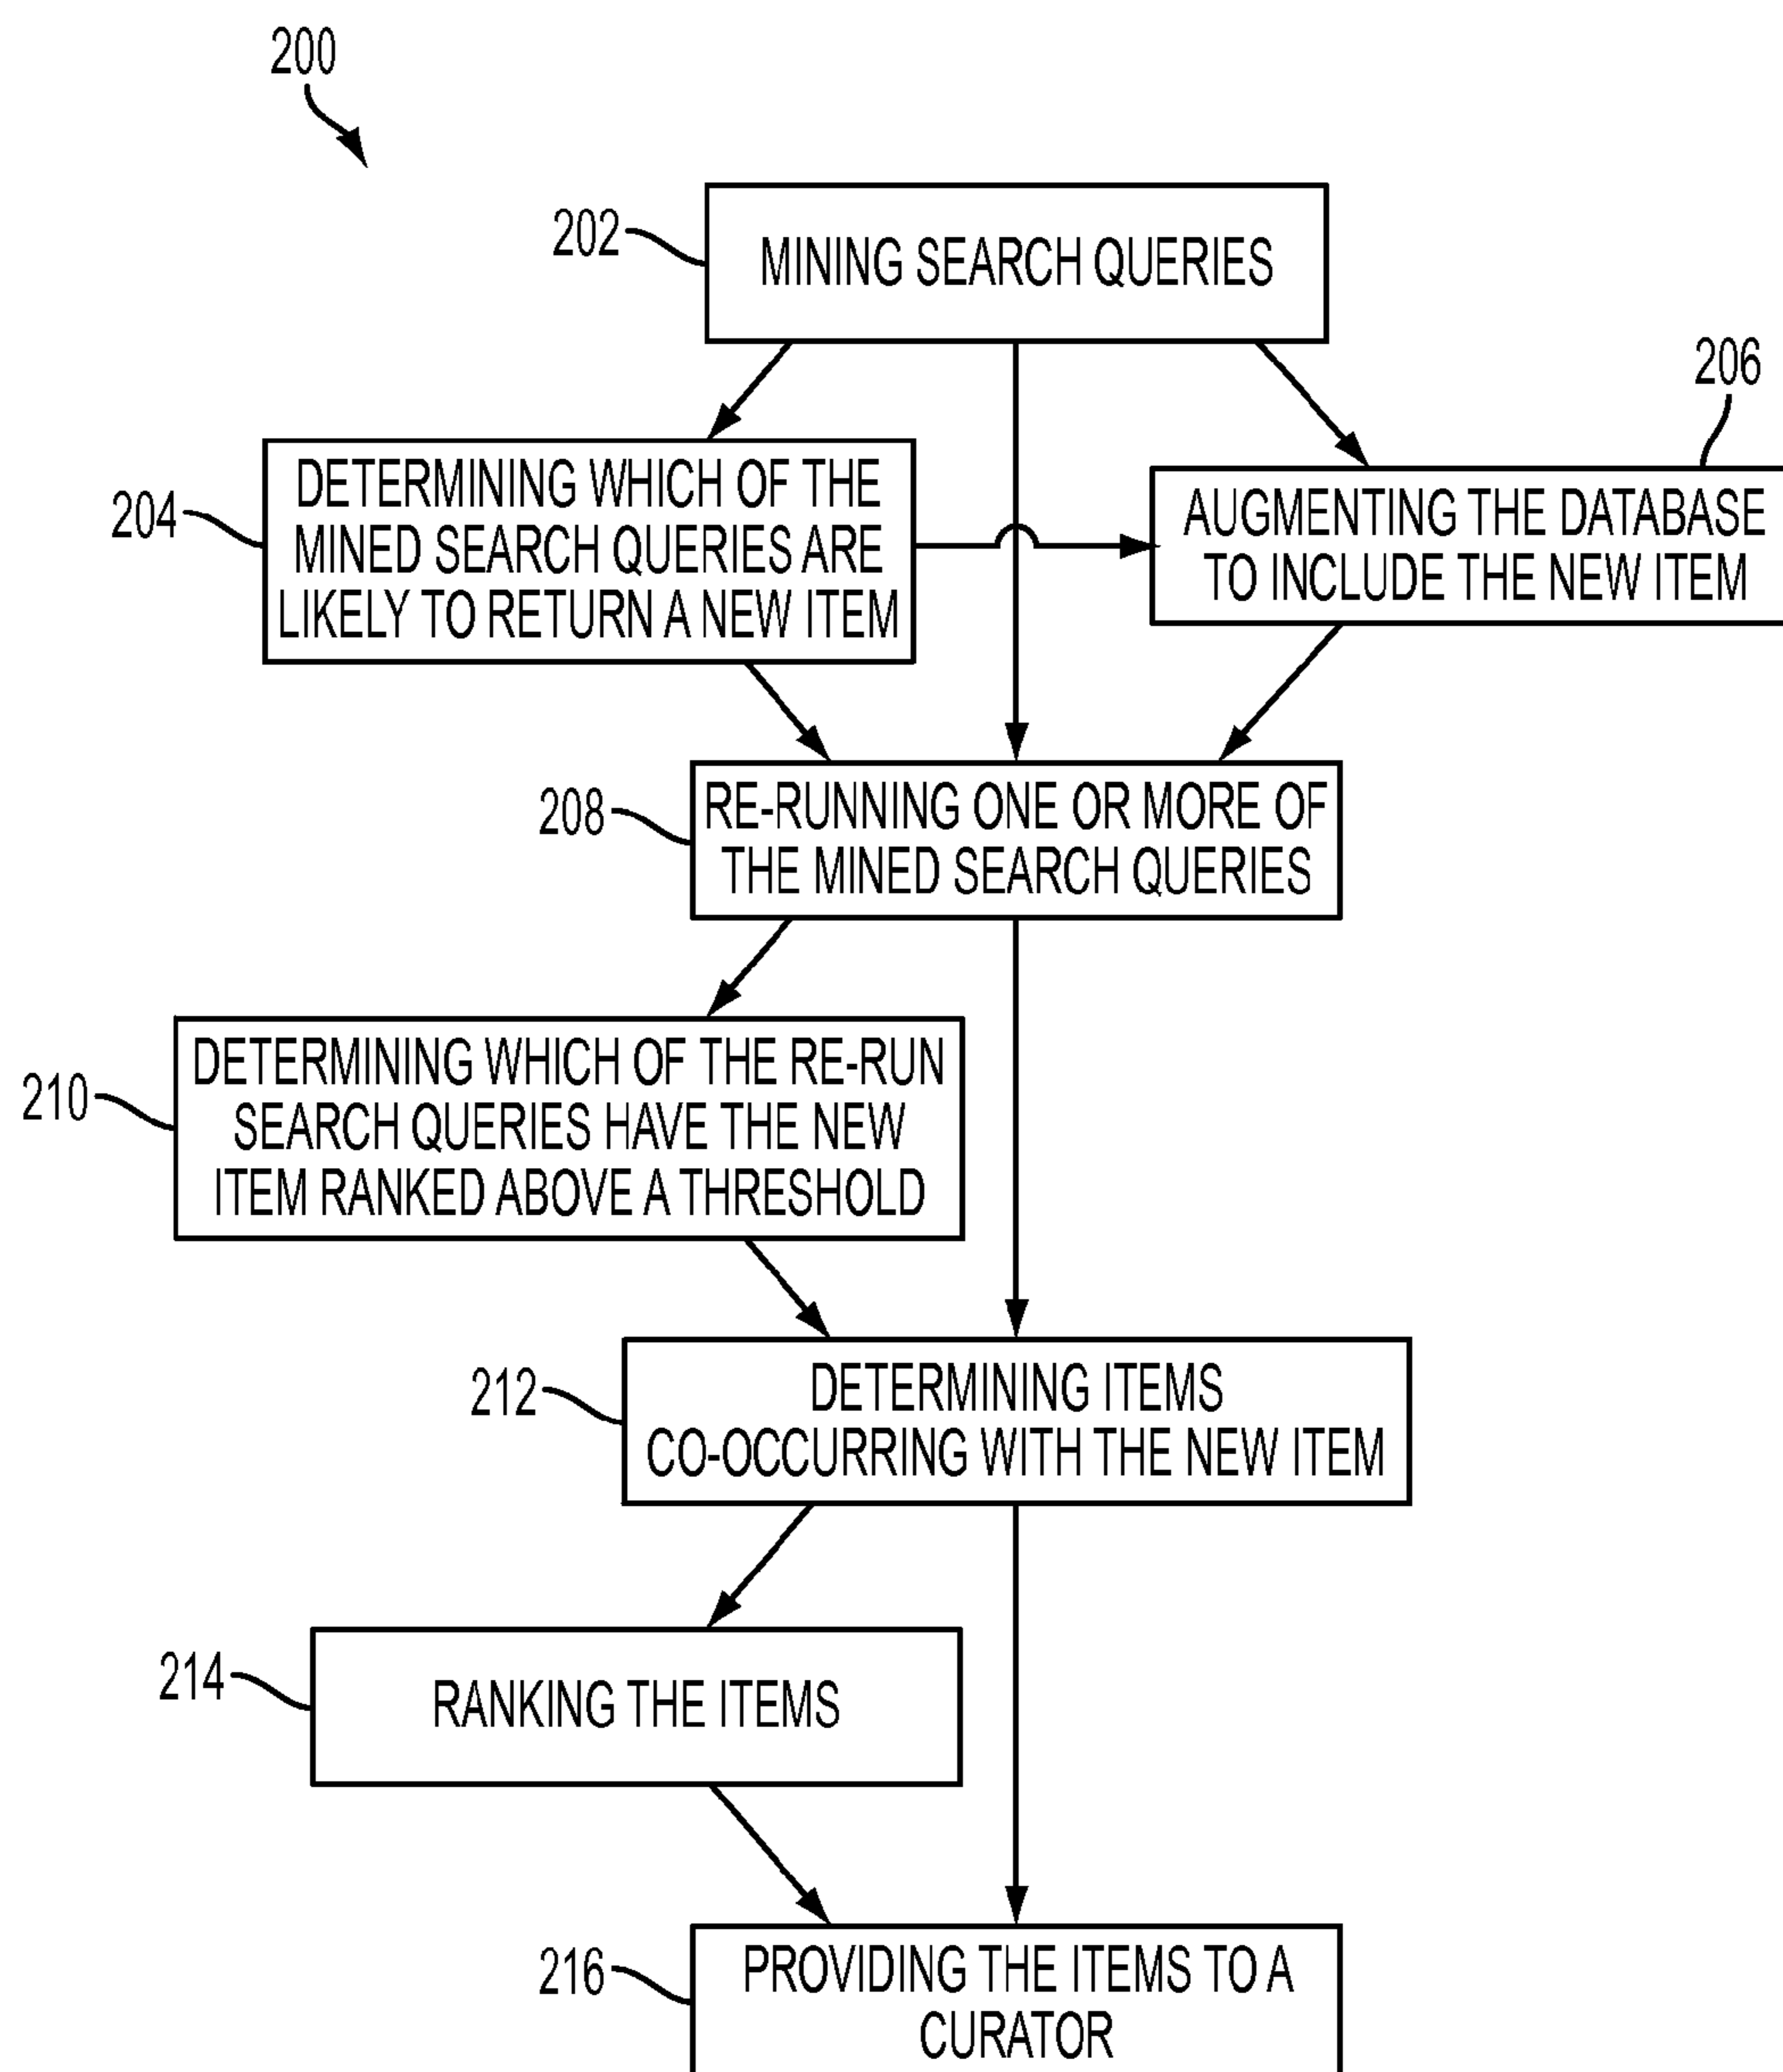 200
202
MINING SEARCH QUERIES
206
204
DETERMINING WHICH OF THE
MINED SEARCH QUERIES ARE
LIKELY TO RETURN A NEW ITEM
AUGMENTING THE DATABASE
TO INCLUDE THE NEW ITEM
208
RE-RUNNING ONE OR MORE OF
THE MINED SEARCH QUERIES
210
DETERMINING WHICH OF THE RE-RUN
SEARCH QUERIES HAVE THE NEW
ITEM RANKED ABOVE A THRESHOLD
212
DETERMINING ITEMS
CO-OCCURRING WITH THE NEW ITEM
214
RANKING THE ITEMS
216
PROVIDING THE ITEMS TO A
CURATOR